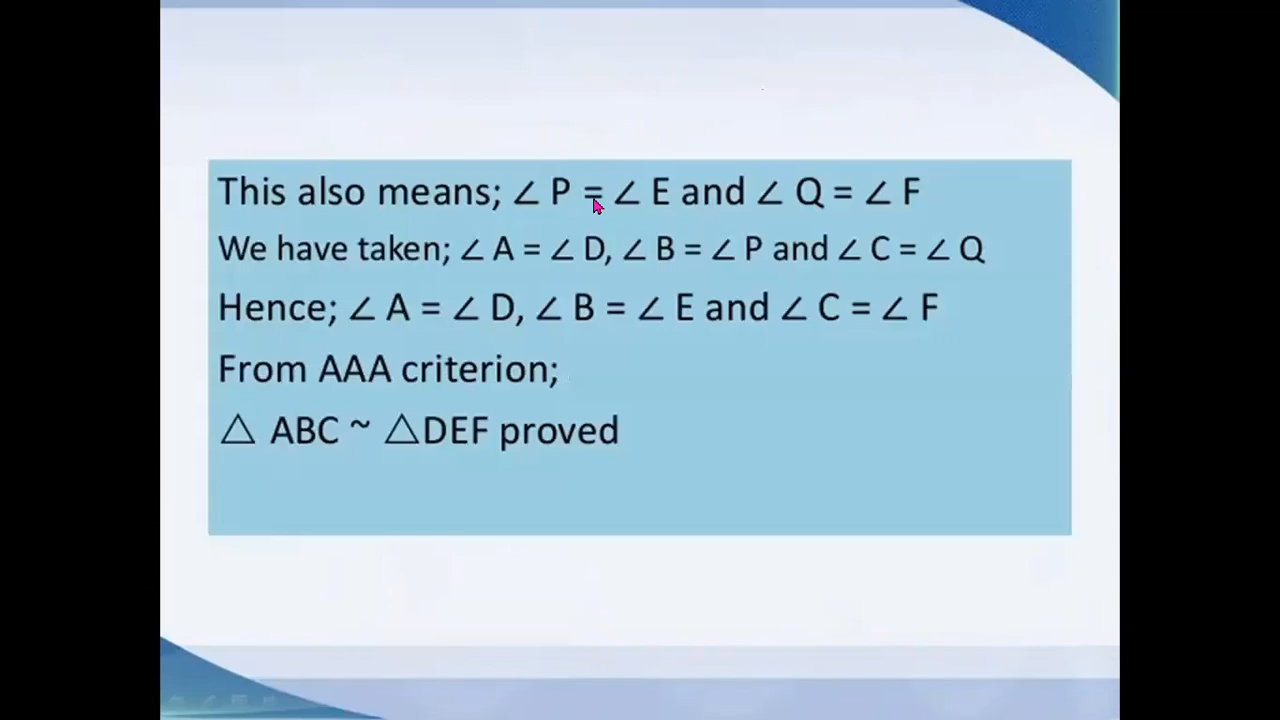 This also means; ∠ P = ∠ E and ∠ Q = ∠ F
We have taken; ∠ A = ∠ D, ∠ B = ∠ P and ∠ C = ∠ Q
Hence; ∠ A = ∠ D, ∠ B = ∠ E and ∠ C = ∠ F
From AAA criterion;
△ ABC ~ △DEF proved